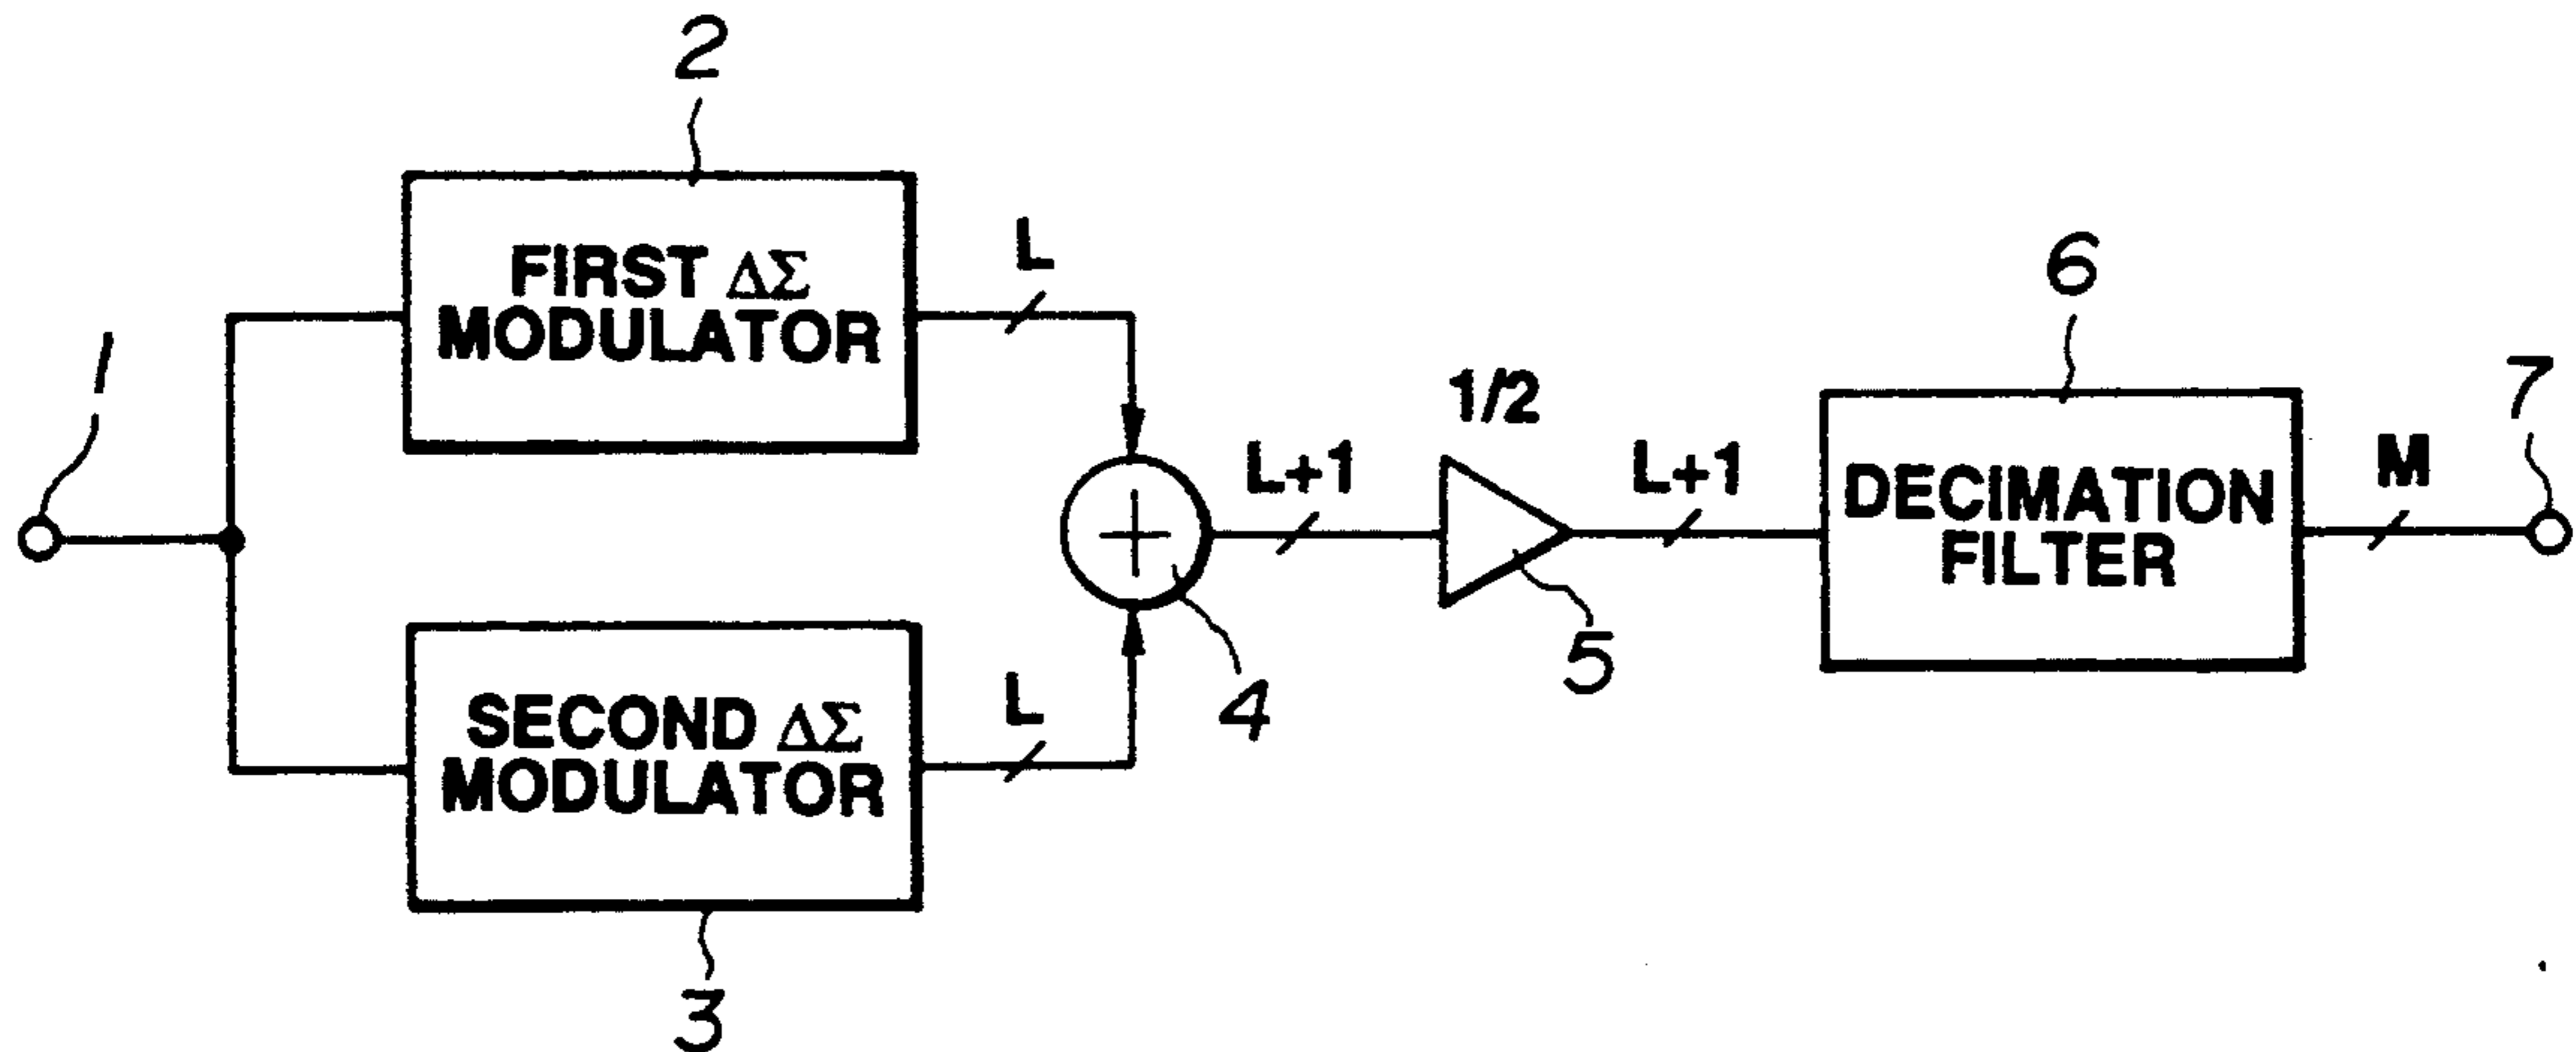 2
FIRST ΔΣ
MODULATOR
L
1
6
7
1/2
L+1
L+1
DECIMATION
FILTER
M
SECOND ΔΣ
MODULATOR
L
4
5
3